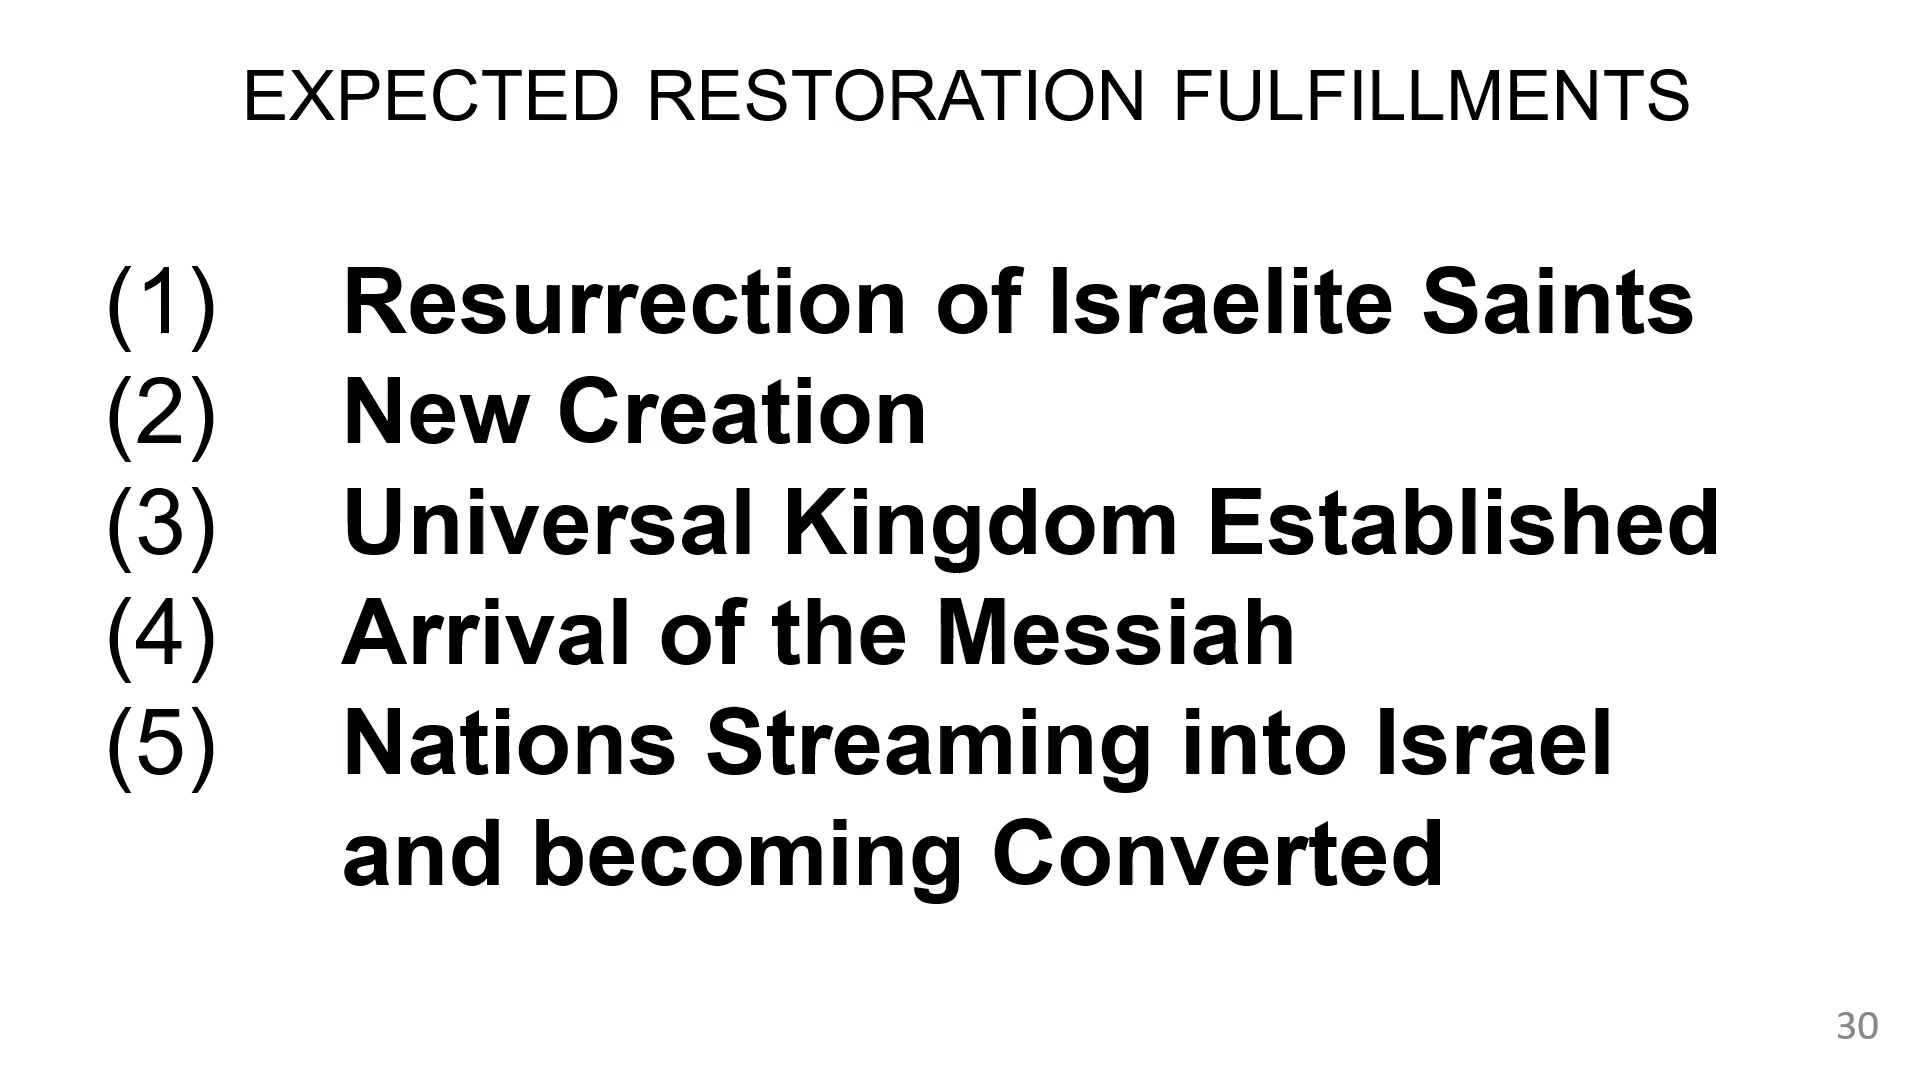 EXPECTED RESTORATION FULFILLMENTS
(1) Resurrection of Israelite Saints
(2) New Creation
(3) Universal Kingdom Established
(4) Arrival of the Messiah
(5) Nations Streaming into Israel
and becoming Converted
30